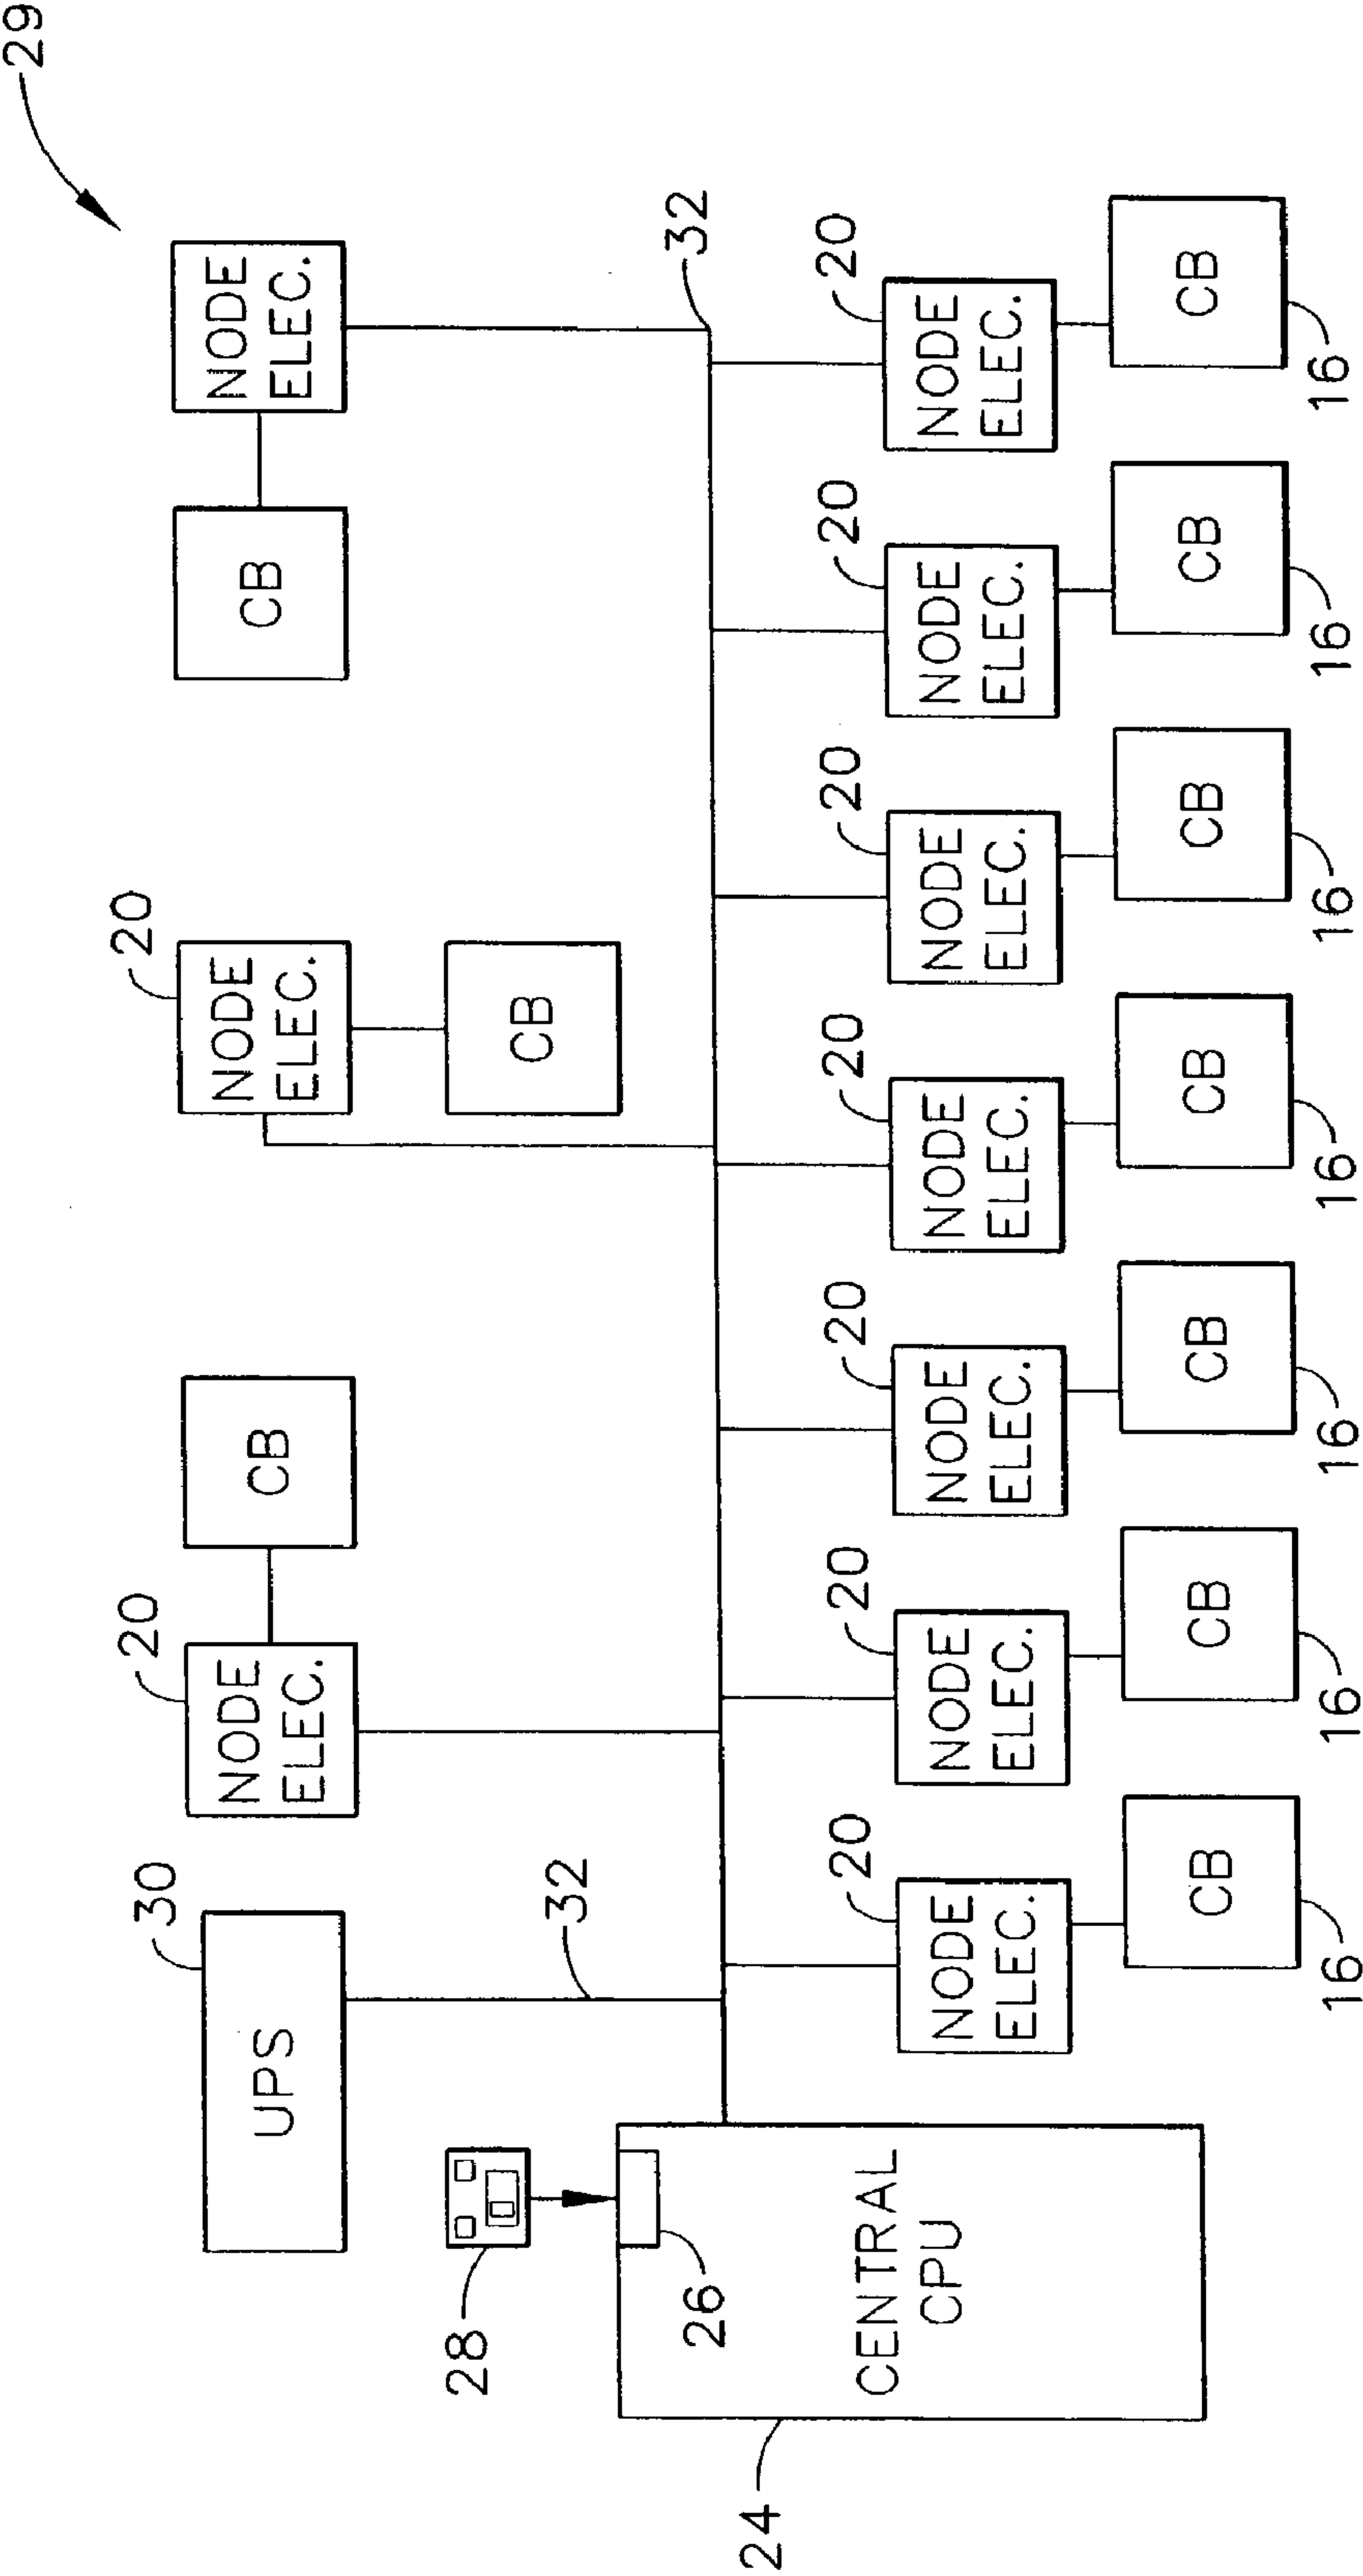 29
30
20
20
UPS
NODE
ELEC.
CB
NODE
ELEC.
CB
CB
NODE
ELEC.
28
32
32
26
24
CENTRAL
CPU
20
20
20
20
20
20
20
NODE
ELEC.
NODE
ELEC.
NODE
ELEC.
NODE
ELEC.
NODE
ELEC.
NODE
ELEC.
NODE
ELEC.
CB
CB
CB
CB
CB
CB
CB
16
16
16
16
16
16
16